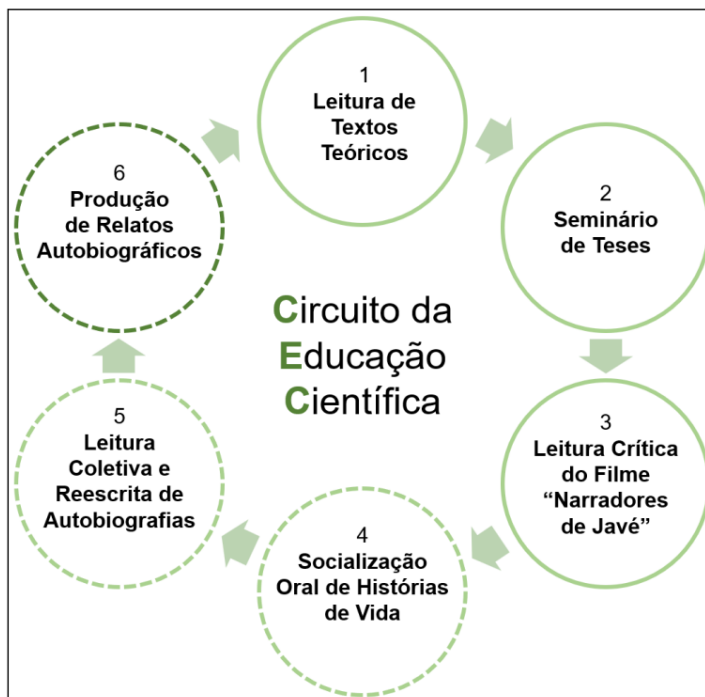 1
Leitura de
Textos
Teóricos
2
Seminário
de Teses
3
Leitura Crítica
do Filme
“Narradores
de Javé”
4
Socialização
Oral de Histórias
de Vida
5
Leitura
Coletiva e
Reescrita de
Autobiografias
6
Produção
de Relatos
Autobiográficos
Circuito da
Educação
Científica